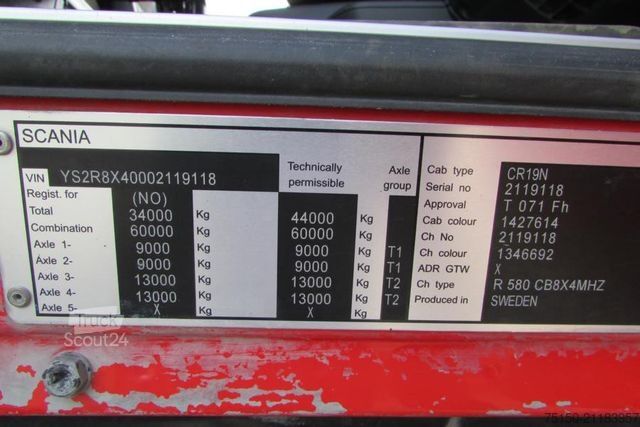 SCANIA
VIN YS2R8X40002119118
Technically permissible Axle group
Regist. for (NO)
Total 34000 Kg 44000 Kg
Combination 60000 Kg 60000 Kg
Axle 1- 9000 Kg 9000 Kg T1
Axle 2- 9000 Kg 9000 Kg T1
Axle 3- 13000 Kg 13000 Kg T2
Axle 4- 13000 Kg 13000 Kg T2
Axle 5- X Kg X Kg
Cab type CR19N
Serial no 2119118
Approval T 071 Fh
Cab colour 1427614
Ch No 2119118
Ch colour 1346692
ADR GTW X
Ch type R 580 CB8X4MHZ
Produced in SWEDEN
Truck
Scout24
75150-21183957